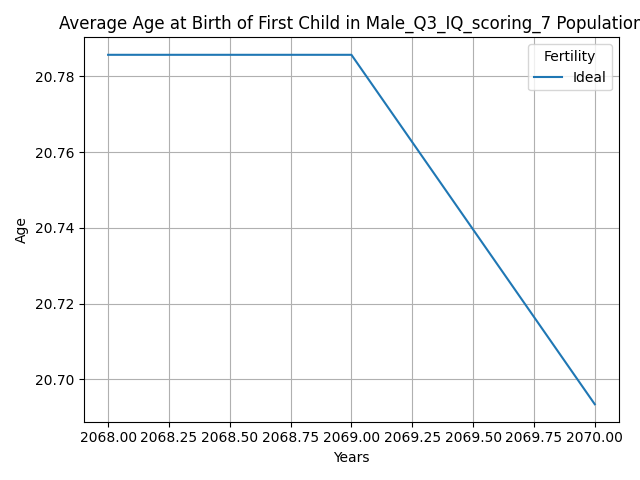 Average Age at Birth of First Child in Male_Q3_IQ_scoring_7 Population
Fertility
Ideal
20.78
20.76
20.74
20.72
20.70
Age
2068.00 2068.25 2068.50 2068.75 2069.00 2069.25 2069.50 2069.75 2070.00
Years